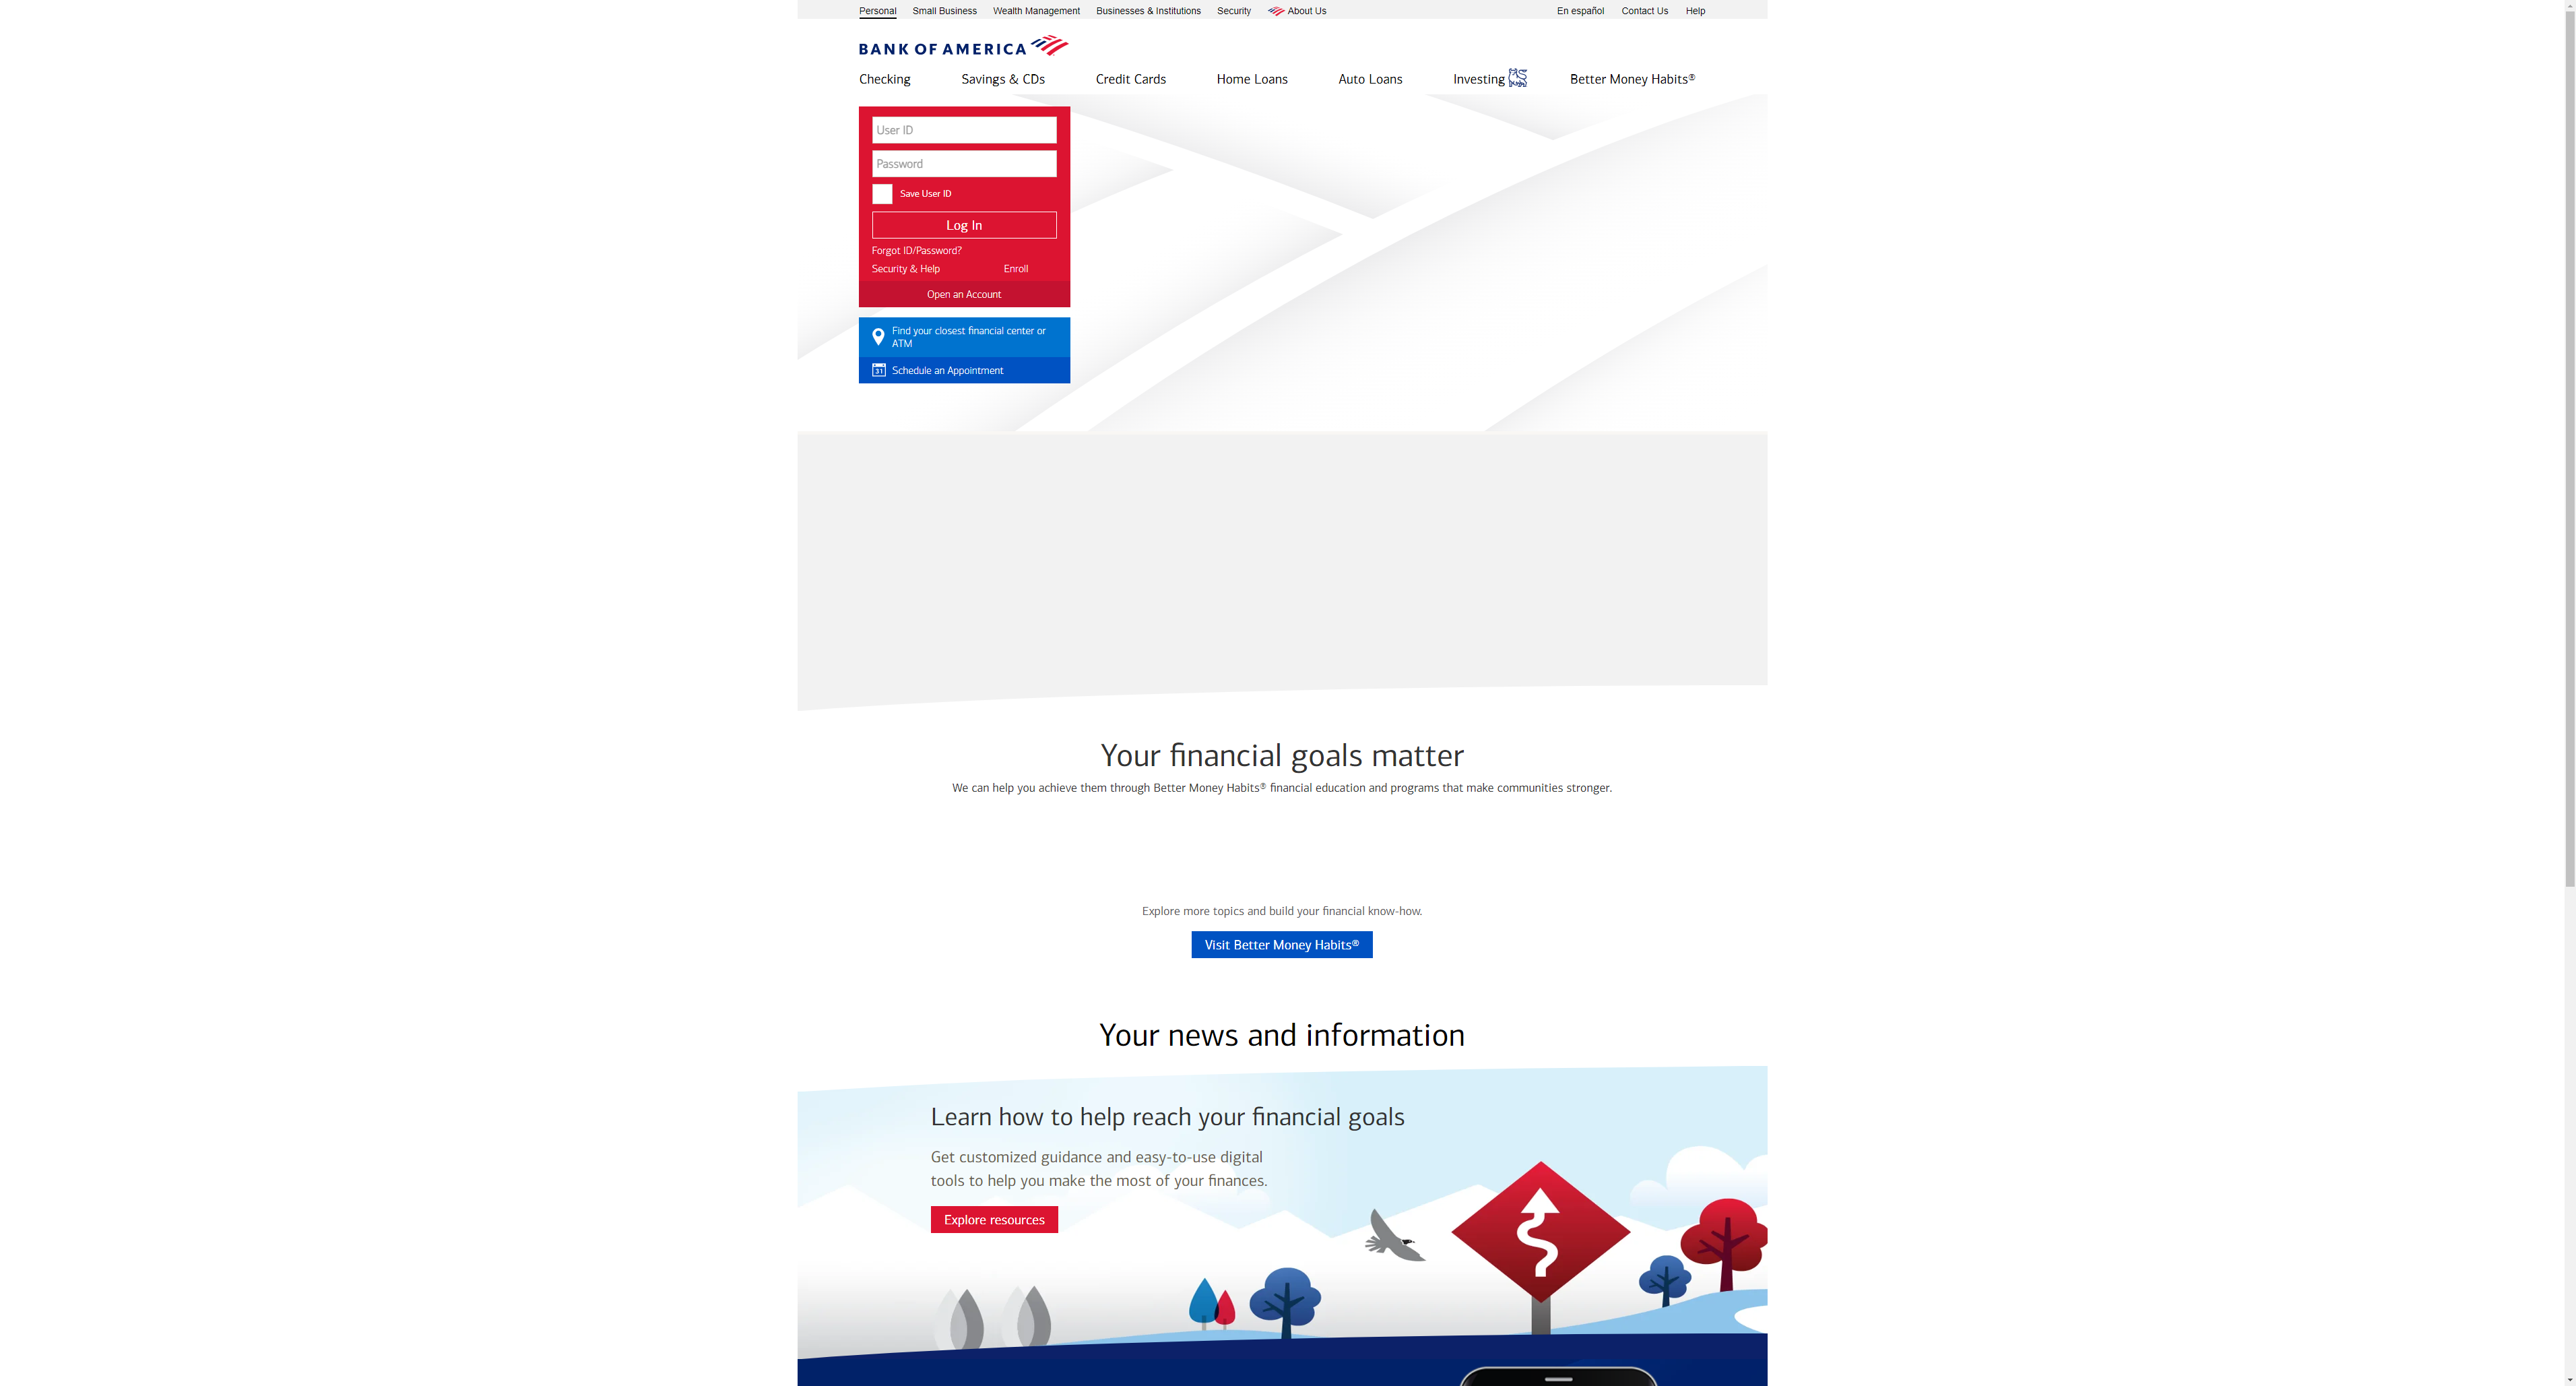 Personal Small Business Wealth Management Businesses & Institutions Security About Us En español Contact Us Help
BANK OF AMERICA
Checking Savings & CDs Credit Cards Home Loans Auto Loans Investing Better Money Habits®
User ID
Password
Save User ID
Log In
Forgot ID/Password?
Security & Help Enroll
Open an Account
Find your closest financial center or
ATM
31 Schedule an Appointment
Your financial goals matter
We can help you achieve them through Better Money Habits® financial education and programs that make communities stronger.
Explore more topics and build your financial know-how.
Visit Better Money Habits®
Your news and information
Learn how to help reach your financial goals
Get customized guidance and easy-to-use digital
tools to help you make the most of your finances.
Explore resources